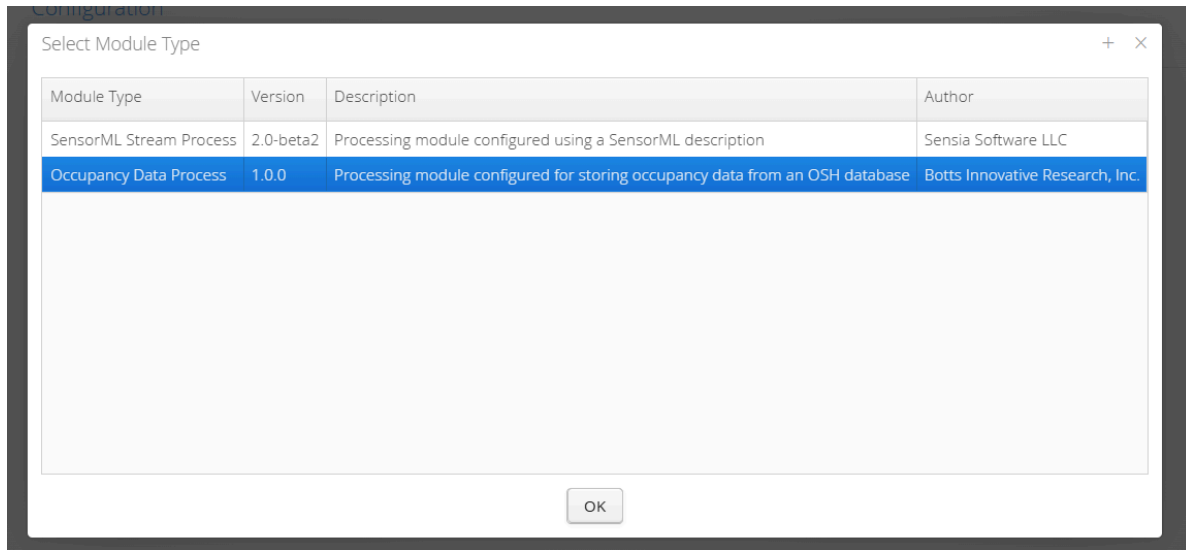 Configuration
Select Module Type
Module Type Version Description Author
SensorML Stream Process 2.0-beta2 Processing module configured using a SensorML description Sensia Software LLC
Occupancy Data Process 1.0.0 Processing module configured for storing occupancy data from an OSH database Botts Innovative Research, Inc.
OK